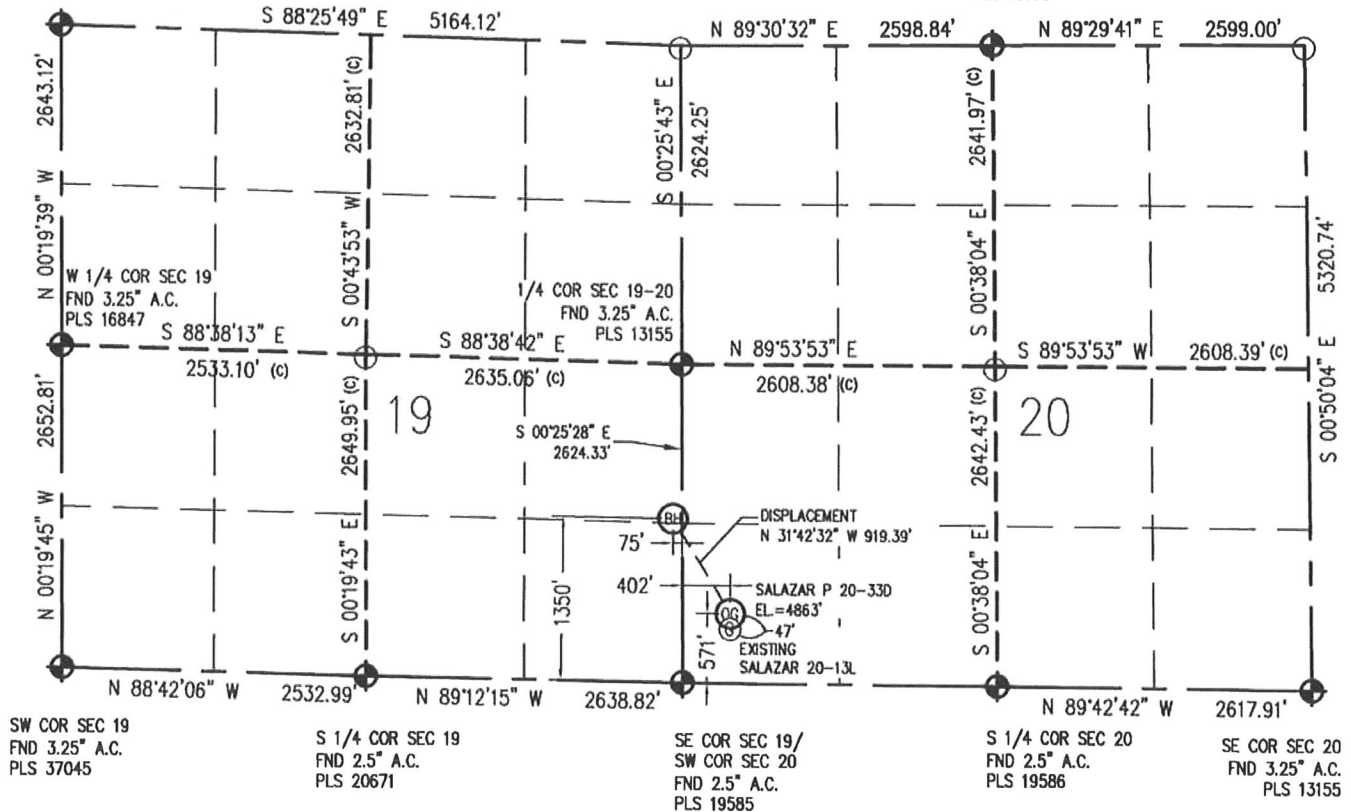 S 88°25'49" E 5164.12'
N 89°30'32" E 2598.84'
N 89°29'41" E 2599.00'
2643.12'
N 00°19'39" W
2632.81' (C)
S 00°43'53" W
S 00°25'43" E
2624.25'
2641.97' (C)
S 00°38'04" E
5320.74'
S 00°50'04" E
W 1/4 COR SEC 19
FND 3.25" A.C.
PLS 16847
1/4 COR SEC 19-20
FND 3.25" A.C.
PLS 13155
S 88°38'13" E
2533.10' (C)
S 88°38'42" E
2635.06' (C)
N 89°53'53" E
2608.38' (C)
S 89°53'53" W
2608.39' (C)
2652.81'
N 00°19'45" W
2649.95' (C)
S 00°19'43" E
19
S 00°25'28" E
2624.33'
2642.43' (C)
S 00°38'04" E
20
BH
DISPLACEMENT
N 31°42'32" W 919.39'
75'
402'
1350'
571'
SALAZAR P 20-33D
EL.=4863'
OG
47'
EXISTING
SALAZAR 20-13L
N 88°42'06" W 2532.99'
N 89°12'15" W 2638.82'
N 89°42'42" W 2617.91'
SW COR SEC 19
FND 3.25" A.C.
PLS 37045
S 1/4 COR SEC 19
FND 2.5" A.C.
PLS 20671
SE COR SEC 19/
SW COR SEC 20
FND 2.5" A.C.
PLS 19585
S 1/4 COR SEC 20
FND 2.5" A.C.
PLS 19586
SE COR SEC 20
FND 3.25" A.C.
PLS 13155